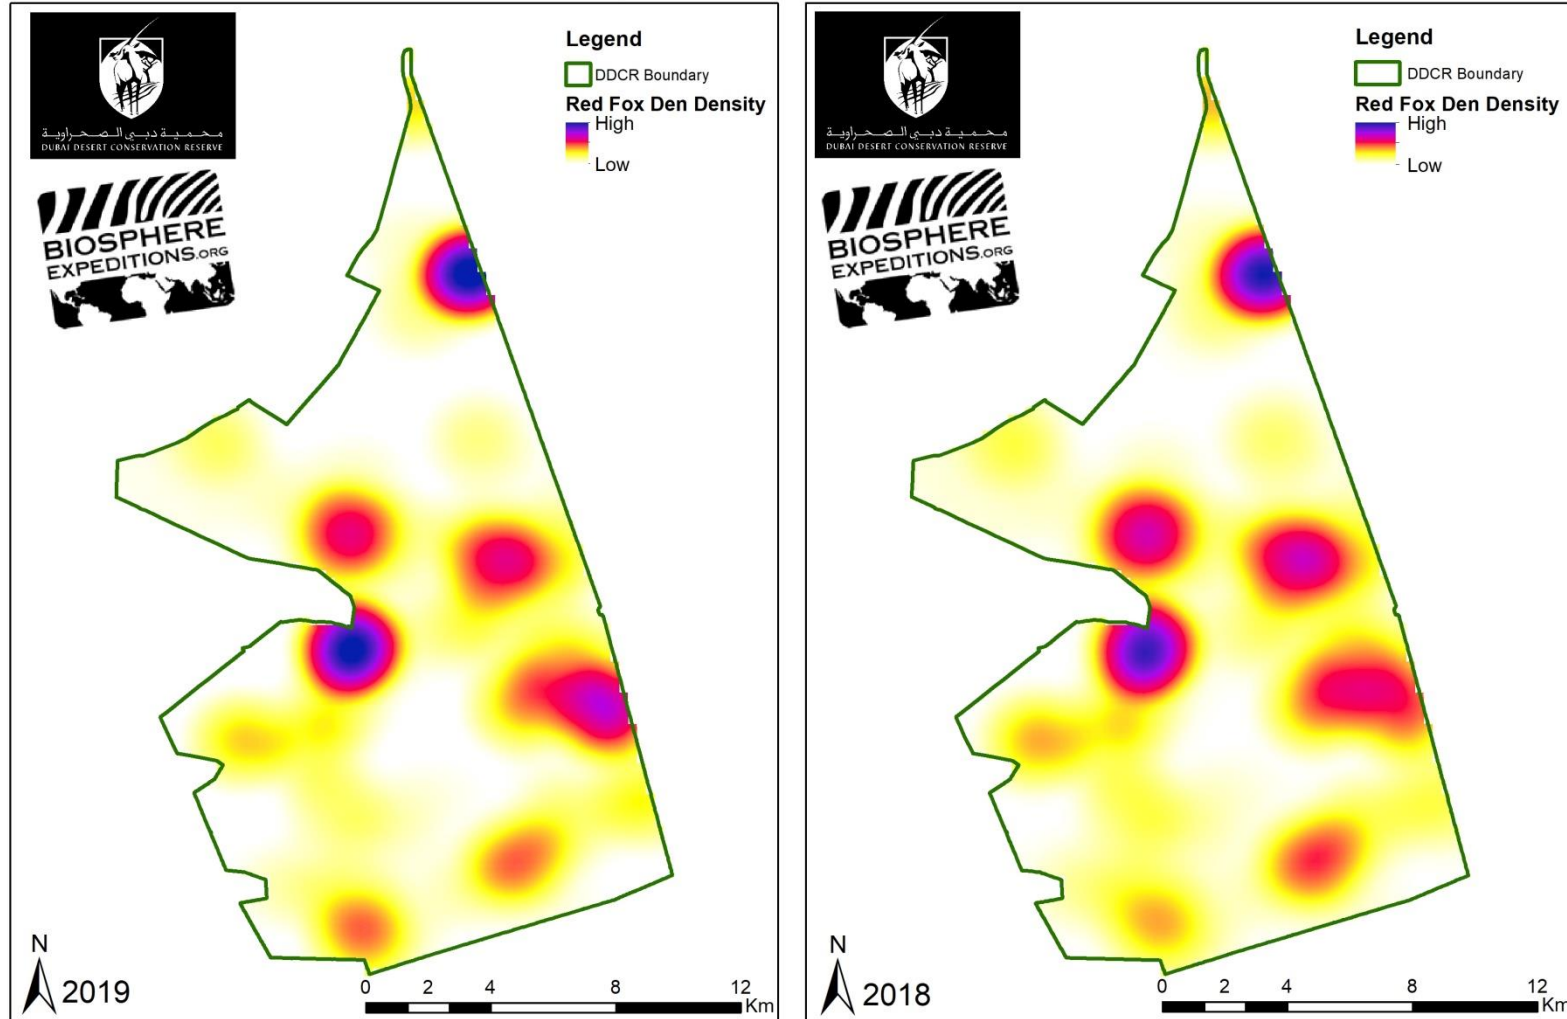 محمية دبي الصحراوية
DUBAI DESERT CONSERVATION RESERVE
BIOSPHERE
EXPEDITIONS.ORG
Legend
DDCR Boundary
Red Fox Den Density
High
Low
N
2019
0 2 4 8 12
Km
محمية دبي الصحراوية
DUBAI DESERT CONSERVATION RESERVE
BIOSPHERE
EXPEDITIONS.ORG
Legend
DDCR Boundary
Red Fox Den Density
High
Low
N
2018
0 2 4 8 12
Km